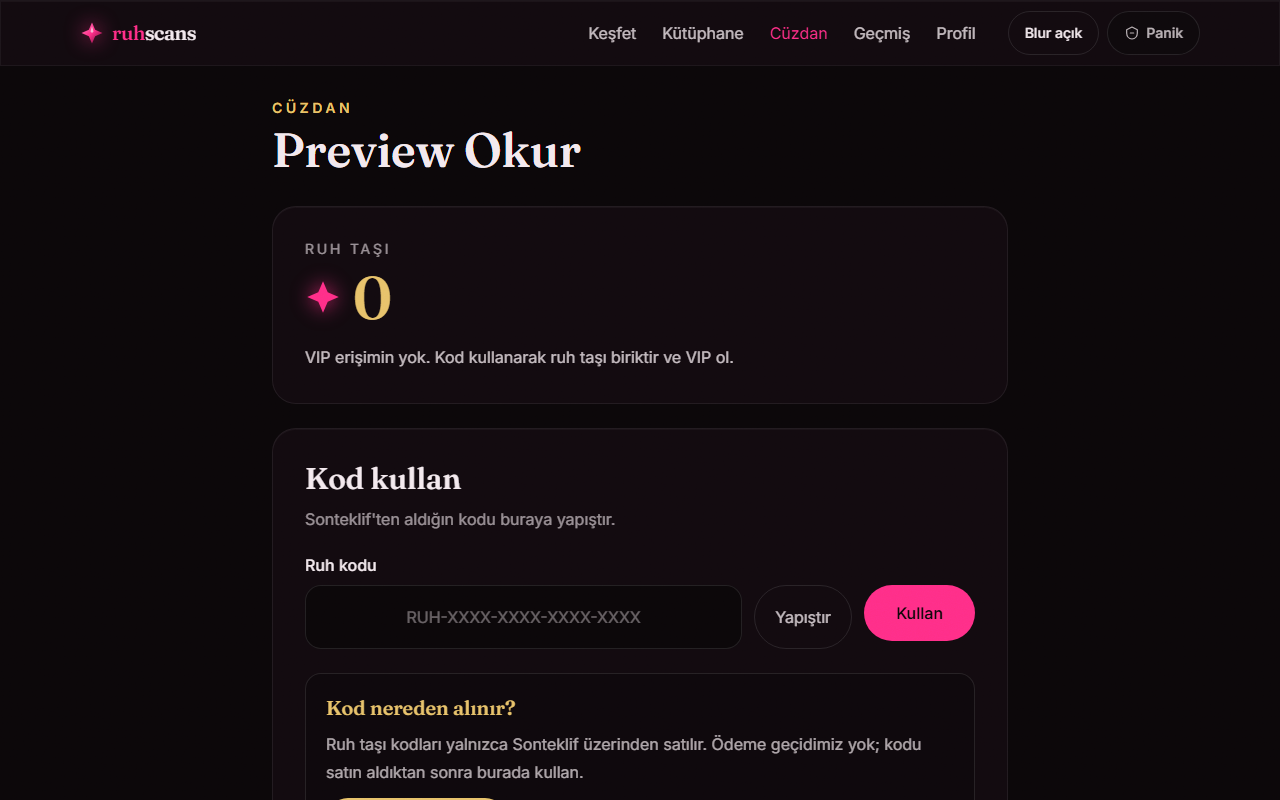 ruhscans
Keşfet
Kütüphane
Cüzdan
Geçmiş
Profil
Blur açık
Panik
CÜZDAN
Preview Okur
RUH TAŞI
0
VIP erişimin yok. Kod kullanarak ruh taşı biriktir ve VIP ol.
Kod kullan
Sonteklif'ten aldığın kodu buraya yapıştır.
Ruh kodu
RUH-XXXX-XXXX-XXXX-XXXX
Yapıştır
Kullan
Kod nereden alınır?
Ruh taşı kodları yalnızca Sonteklif üzerinden satılır. Ödeme geçidimiz yok; kodu
satın aldıktan sonra burada kullan.